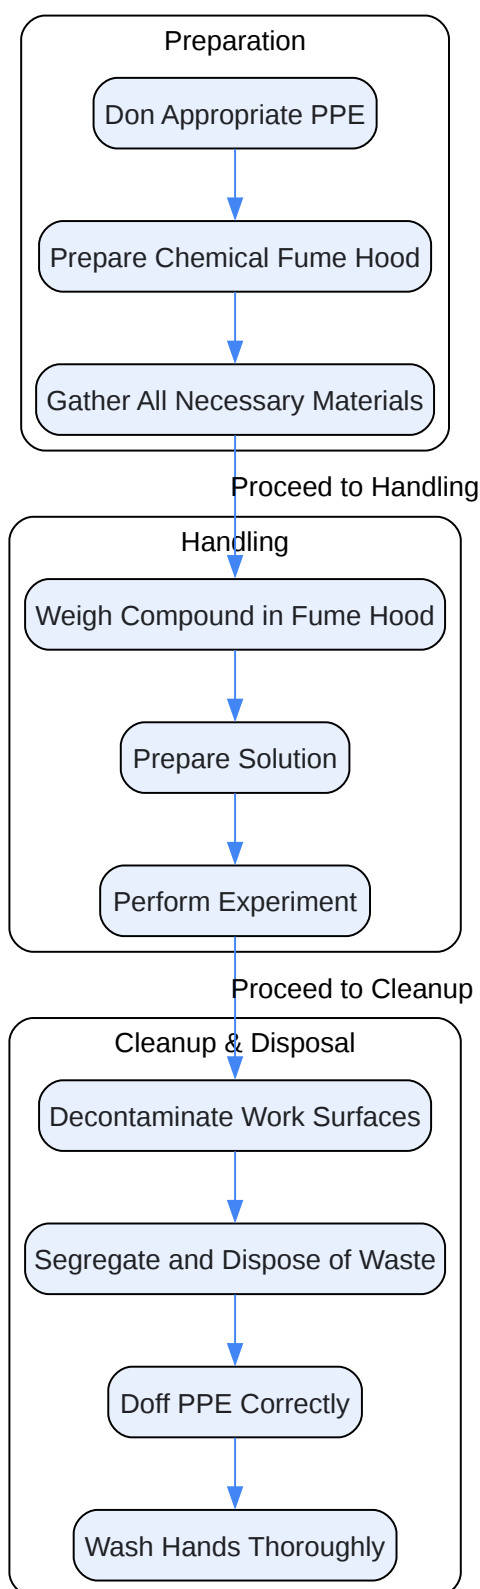 Preparation
Don Appropriate PPE
Prepare Chemical Fume Hood
Gather All Necessary Materials
Proceed to Handling
Handling
Weigh Compound in Fume Hood
Prepare Solution
Perform Experiment
Proceed to Cleanup
Cleanup & Disposal
Decontaminate Work Surfaces
Segregate and Dispose of Waste
Doff PPE Correctly
Wash Hands Thoroughly